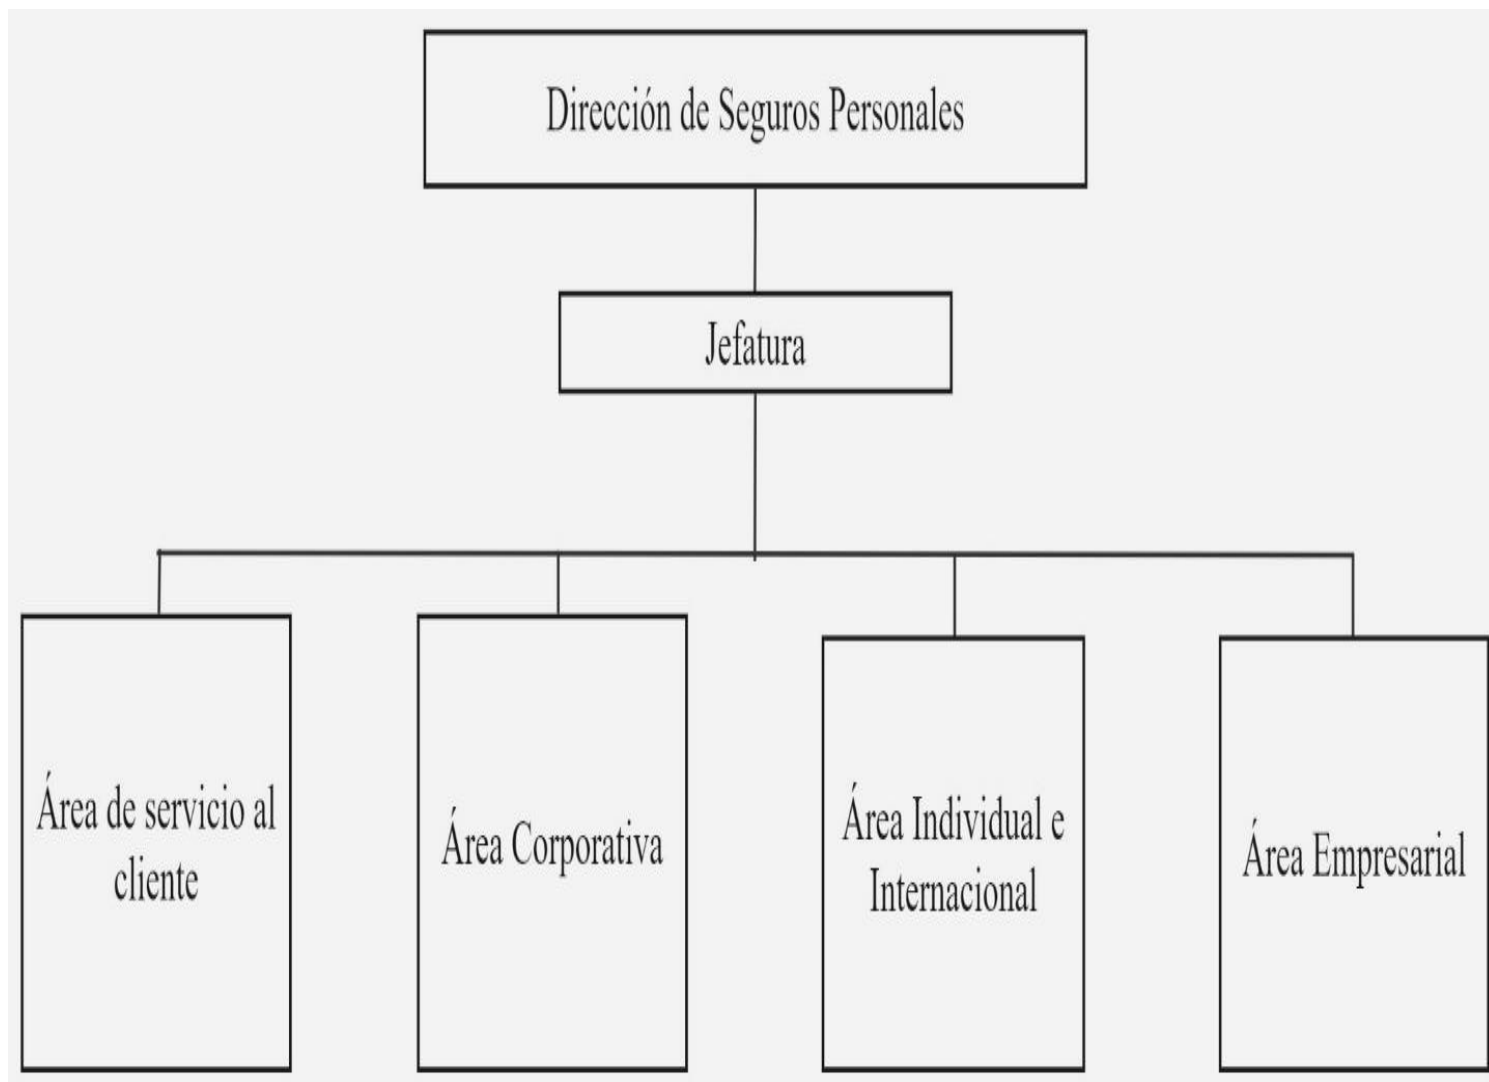 Dirección de Seguros Personales
Jefatura
Área de servicio al
cliente
Área Corporativa
Área Individual e
Internacional
Área Empresarial